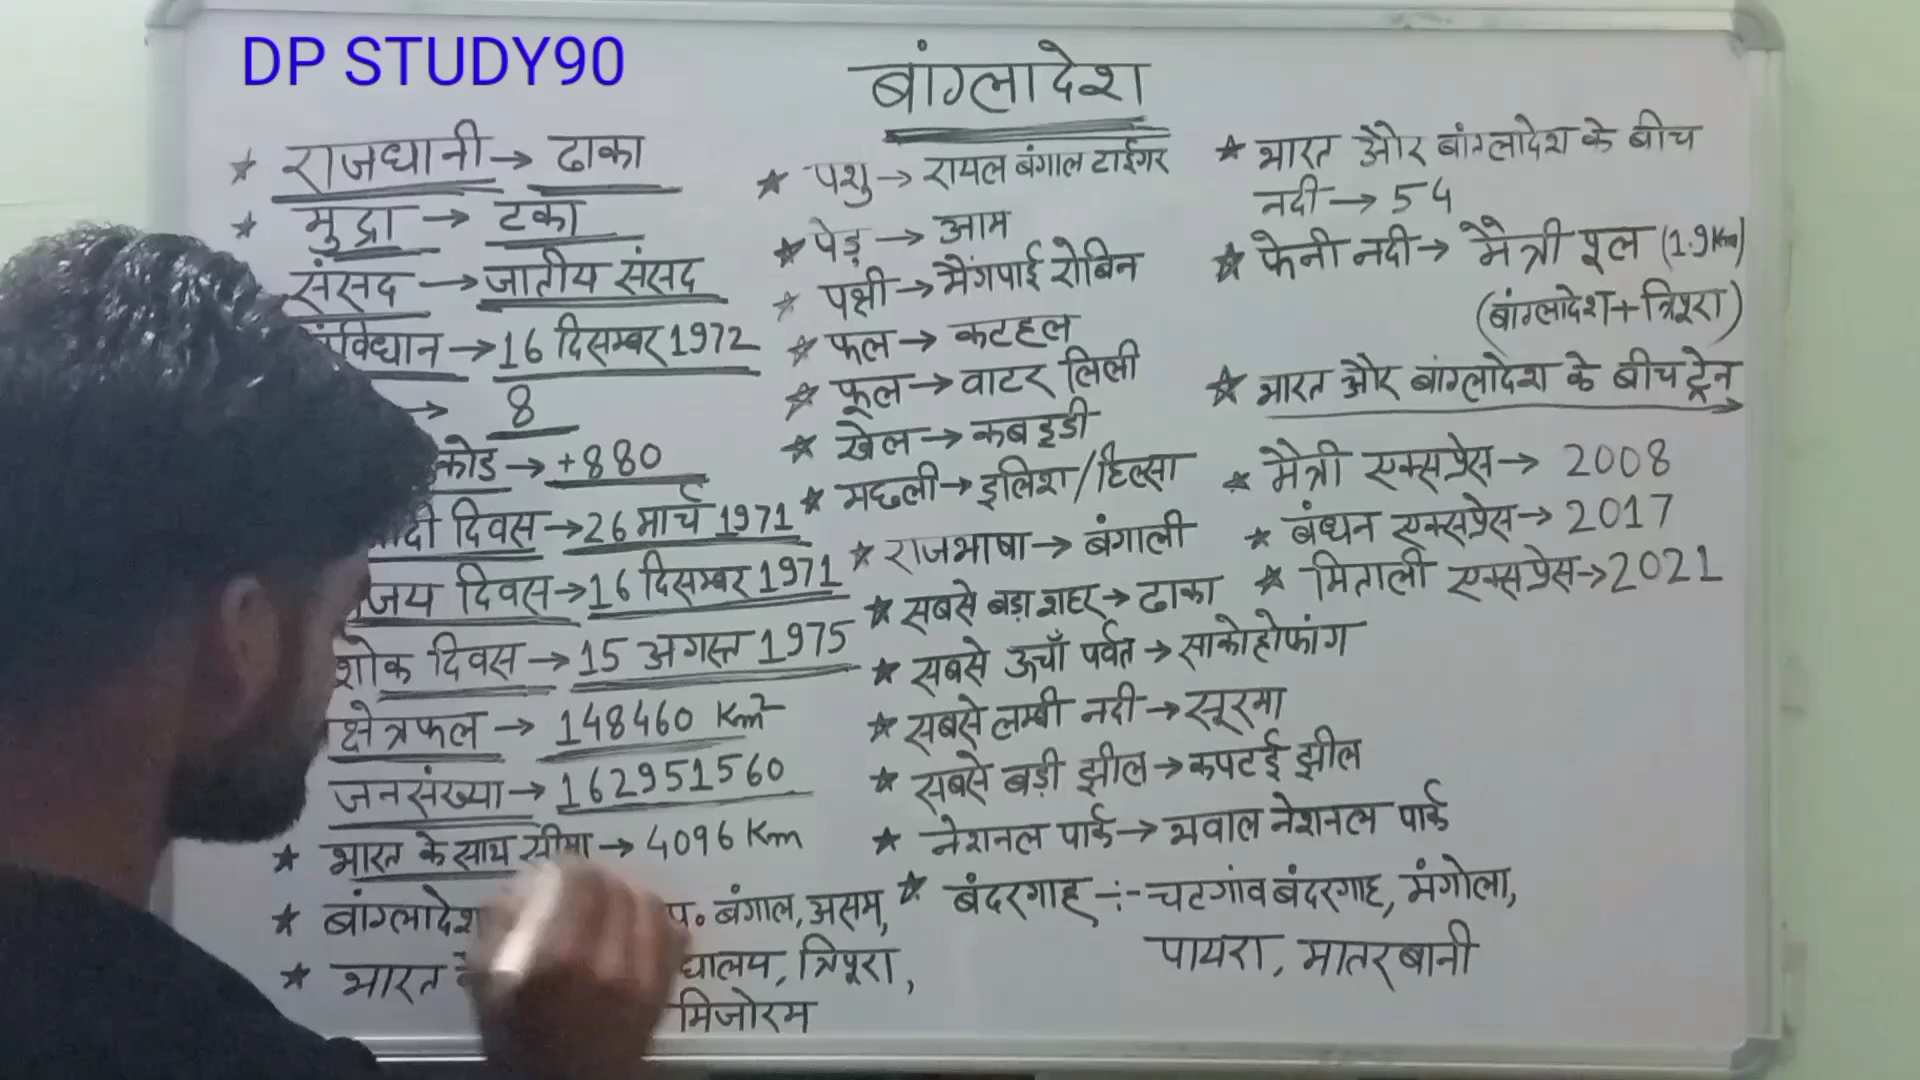 DP STUDY90
बांग्लादेश
★ राजधानी → ढाका
★ मुद्रा → टका
संसद → जातीय संसद
संविधान → 16 दिसम्बर 1972
→ 8
कोड → +880
दिवस → 26 मार्च 1971
दिवस → 16 दिसम्बर 1971
शोक दिवस → 15 अगस्त 1975
क्षेत्रफल → 148460 Km²
जनसंख्या → 162951560
★ भारत के साथ सीमा → 4096 Km
★ बांग्लादेश प. बंगाल, असम,
★ भारत त्रिपूरा,
मिजोरम
★ पशु → रायल बंगाल टाईगर
★ पेड़ → आम
★ पक्षी → मैगपाई रोबिन
★ फल → कटहल
★ फूल → वाटर लिली
★ खेल → कबड्डी
★ मछली → इलिश/हिल्सा
★ राजभाषा → बंगाली
★ सबसे बड़ा शहर → ढाका
★ सबसे ऊचाँ पर्वत → साकोहोफांग
★ सबसे लम्बी नदी → सूरमा
★ सबसे बड़ी झील → कपटई झील
★ नेशनल पार्क → भवाल नेशनल पार्क
★ बंदरगाह ÷- चटगांव बंदरगाह, मंगोला,
पायरा, मातरबानी
★ भारत और बांग्लादेश के बीच
नदी → 54
★ फेनी नदी → मैत्री पूल (1.9Km)
(बांग्लादेश + त्रिपूरा)
★ भारत और बांग्लादेश के बीच ट्रेन
★ मैत्री एक्सप्रेस → 2008
★ बंधन एक्सप्रेस → 2017
★ मिताली एक्सप्रेस → 2021